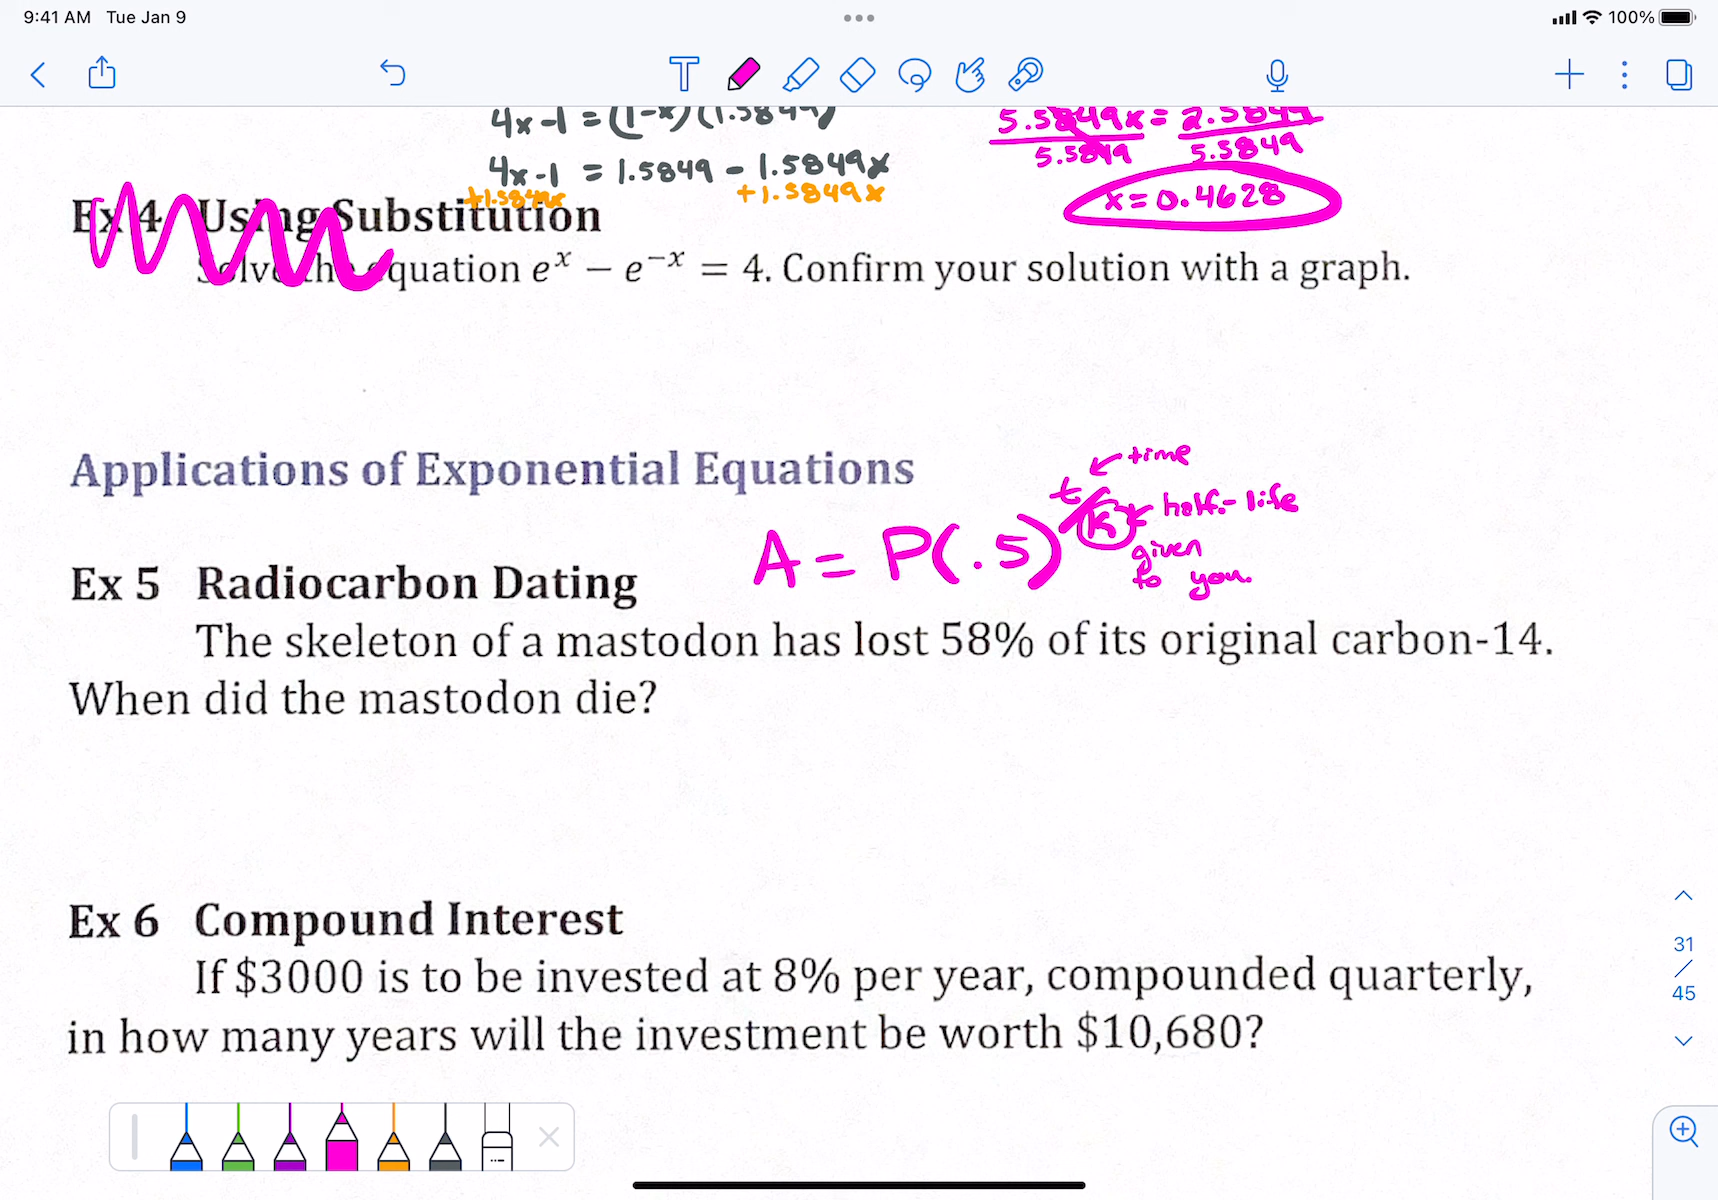 9:41 AM Tue Jan 9
100%
4x-1 = (1-x)(1.5849)
5.5849x = 2.5849
5.5849 5.5849
4x-1 = 1.5849 - 1.5849x
+1.5849x +1.5849x
x = 0.4628
Ex 4 Using Substitution
Solve the equation eˣ – e⁻ˣ = 4. Confirm your solution with a graph.
Applications of Exponential Equations
← time
A = P(.5)^t/k ← half-life
given
to you.
Ex 5 Radiocarbon Dating
The skeleton of a mastodon has lost 58% of its original carbon-14.
When did the mastodon die?
Ex 6 Compound Interest
If $3000 is to be invested at 8% per year, compounded quarterly,
in how many years will the investment be worth $10,680?
31
/
45